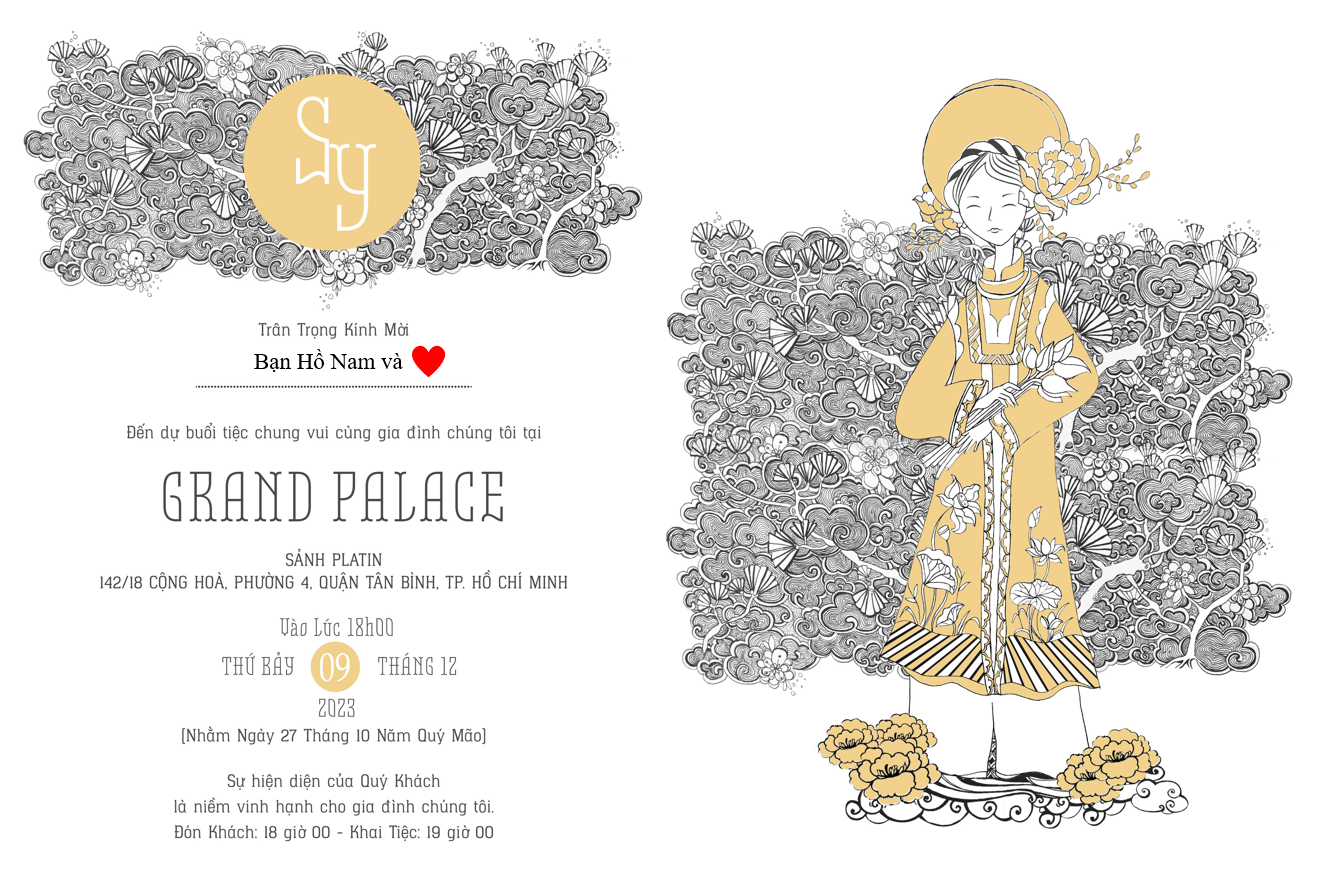 Sy
Trân Trọng Kính Mời
Bạn Hồ Nam và
Đến dự buổi tiệc chung vui cùng gia đình chúng tôi tại
GRAND PALACE
SẢNH PLATIN
142/18 CỘNG HOÀ, PHƯỜNG 4, QUẬN TÂN BÌNH, TP. HỒ CHÍ MINH
Vào Lúc 18h00
THỨ BẢY 09 THÁNG 12
2023
(Nhằm Ngày 27 Tháng 10 Năm Quý Mão)
Sự hiện diện của Quý Khách
là niềm vinh hạnh cho gia đình chúng tôi.
Đón Khách: 18 giờ 00 - Khai Tiệc: 19 giờ 00